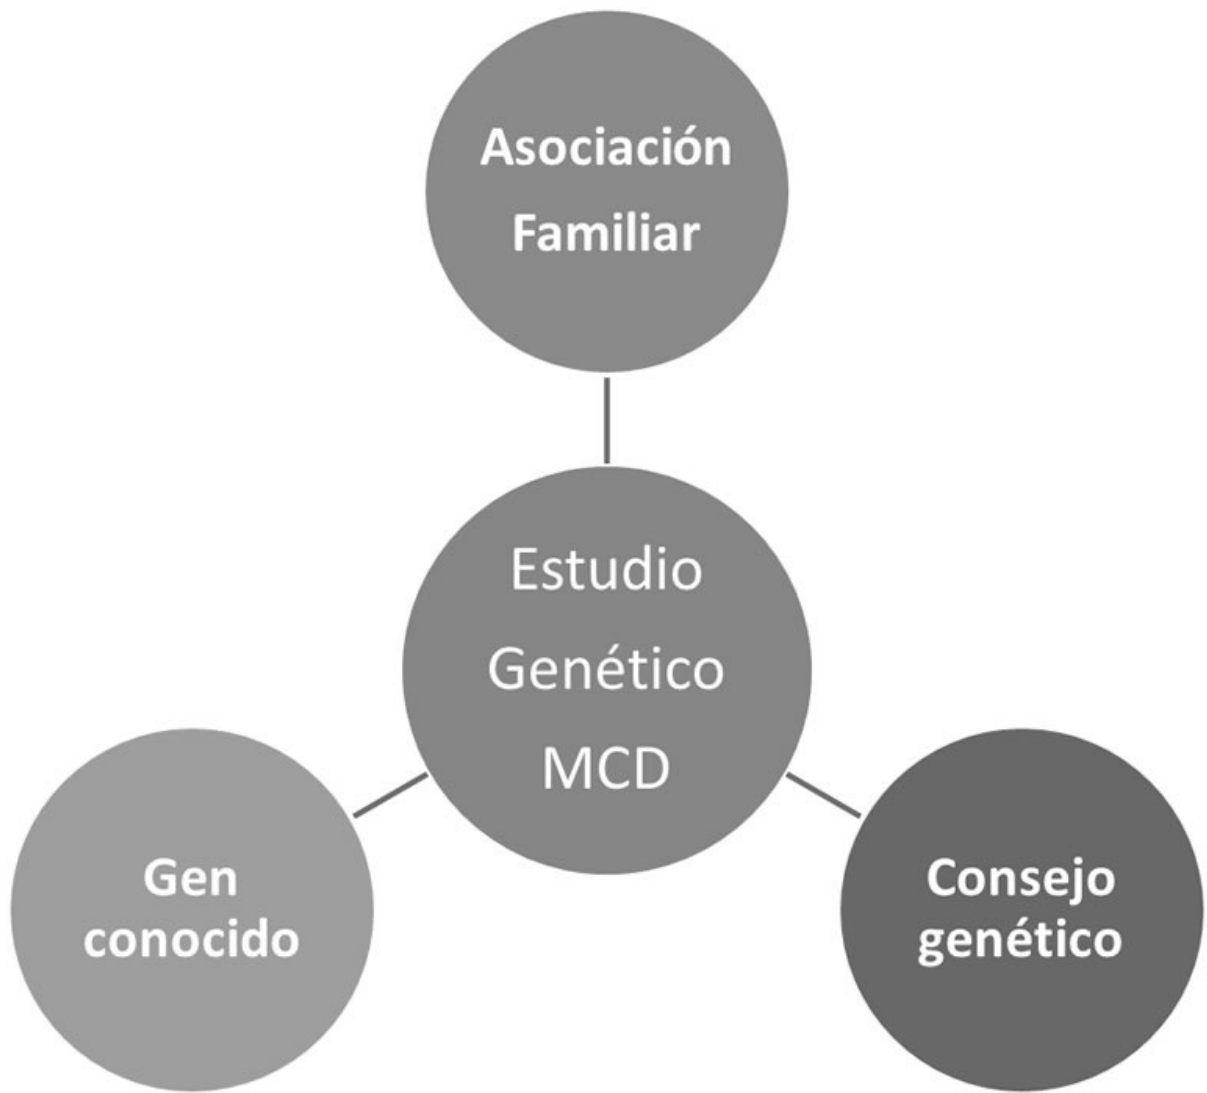 Asociación
Familiar
Estudio
Genético
MCD
Gen
conocido
Consejo
genético